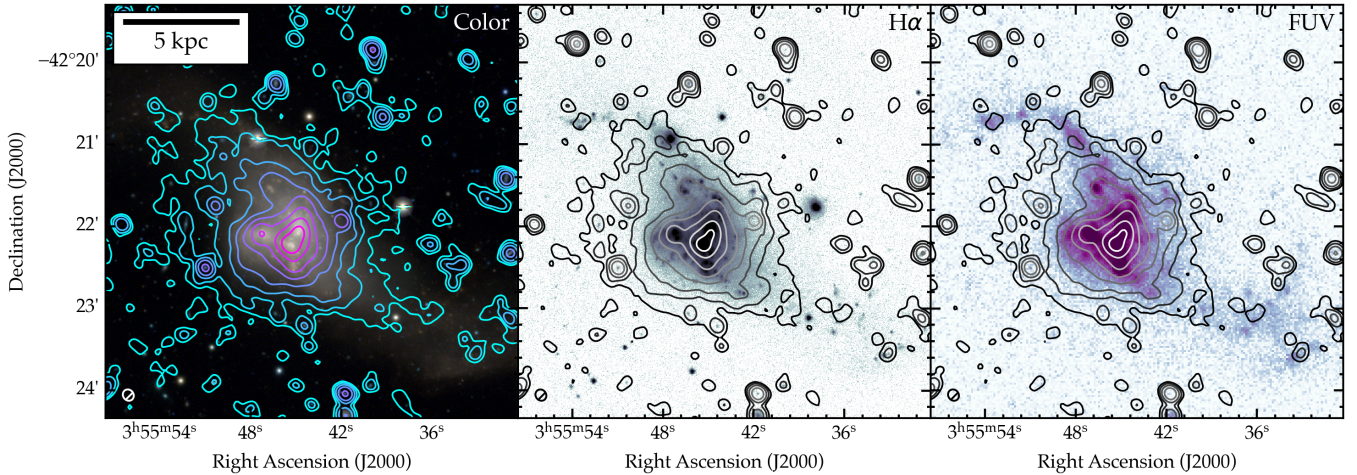 Color
5 kpc
Hα
FUV
Declination (J2000)
−42°20'
21'
22'
23'
24'
3ʰ55ᵐ54ˢ
48ˢ
42ˢ
36ˢ
3ʰ55ᵐ54ˢ
48ˢ
42ˢ
36ˢ
3ʰ55ᵐ54ˢ
48ˢ
42ˢ
36ˢ
Right Ascension (J2000)
Right Ascension (J2000)
Right Ascension (J2000)